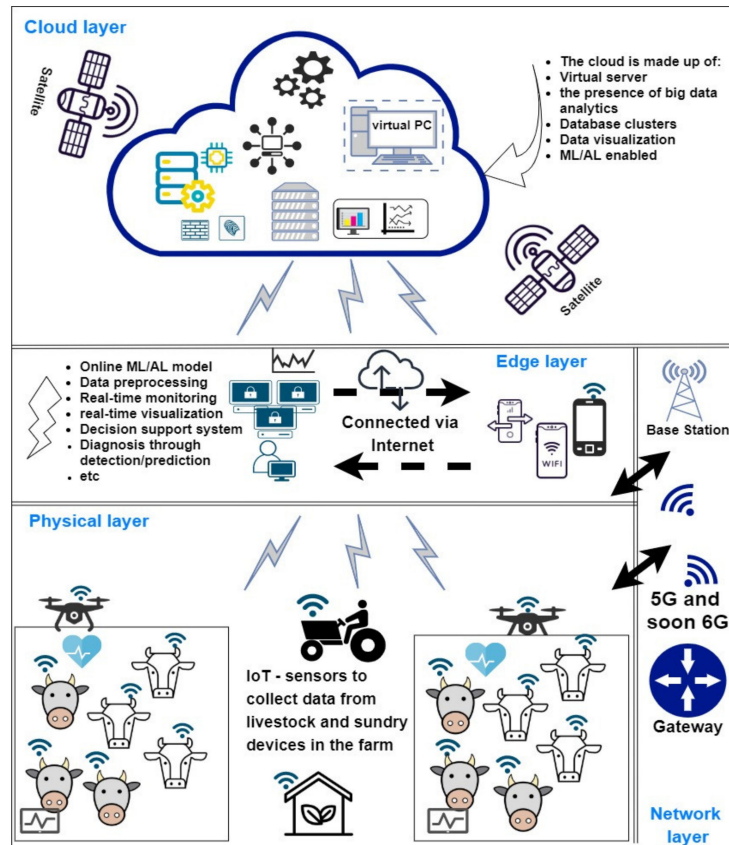 Cloud layer
Satellite
virtual PC
The cloud is made up of:
Virtual server
the presence of big data
analytics
Database clusters
Data visualization
ML/AL enabled
Satellite
Online ML/AL model
Data preprocessing
Real-time monitoring
real-time visualization
Decision support system
Diagnosis through
detection/prediction
etc
Connected via
Internet
Edge layer
WIFI
Base Station
Physical layer
IoT - sensors to
collect data from
livestock and sundry
devices in the farm
5G and
soon 6G
Gateway
Network
layer